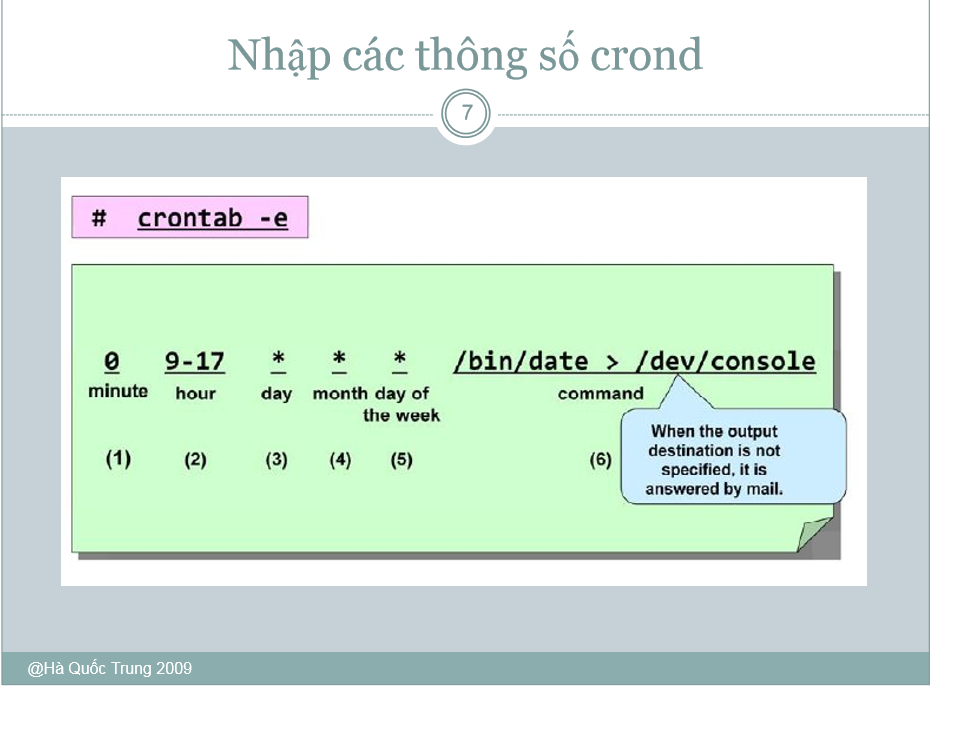 Nhập các thông số crond
7
# crontab -e
0 9-17 * * * /bin/date > /dev/console
minute hour day month day of the week command
(1) (2) (3) (4) (5) (6)
When the output
destination is not
specified, it is
answered by mail.
@Hà Quốc Trung 2009